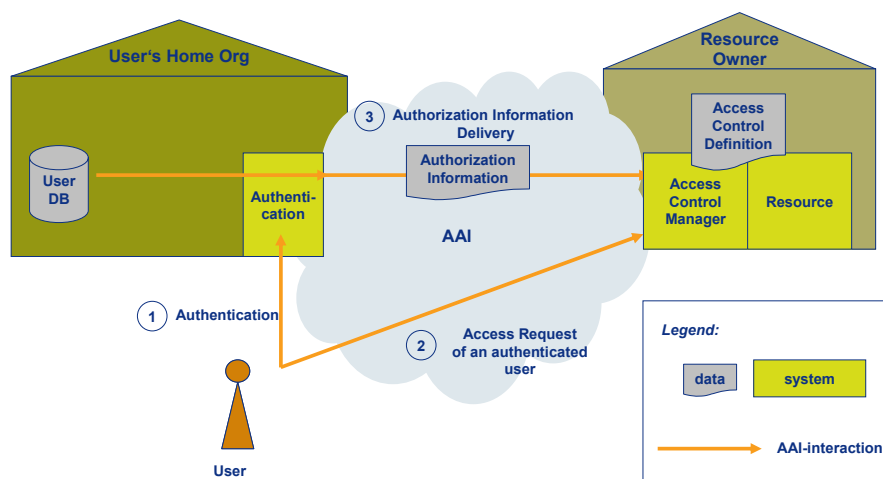 User's Home Org
Resource
Owner
3
Authorization Information
Delivery
Access
Control
Definition
User
DB
Authenti-
cation
Authorization
Information
Access
Control
Manager
Resource
AAI
1
Authentication
2
Access Request
of an authenticated
user
User
Legend:
data
system
AAI-interaction